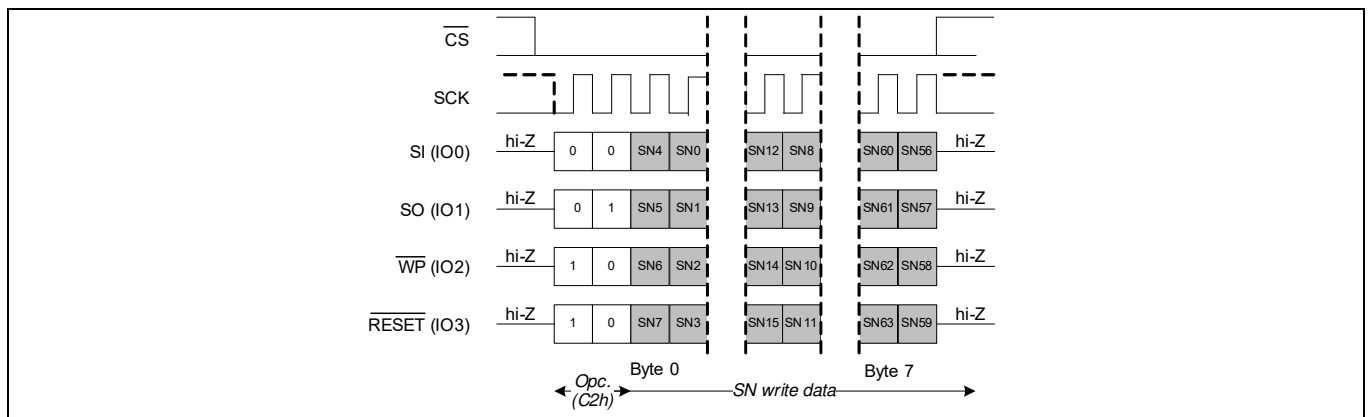 CS
SCK
SI (IO0) hi-Z 0 0 SN4 SN0 SN12 SN8 SN60 SN56 hi-Z
SO (IO1) hi-Z 0 1 SN5 SN1 SN13 SN9 SN61 SN57 hi-Z
WP (IO2) hi-Z 1 0 SN6 SN2 SN14 SN 10 SN62 SN58 hi-Z
RESET (IO3) hi-Z 1 0 SN7 SN3 SN15 SN 11 SN63 SN59 hi-Z
Byte 0 Byte 7
Opc. SN write data
(C2h)